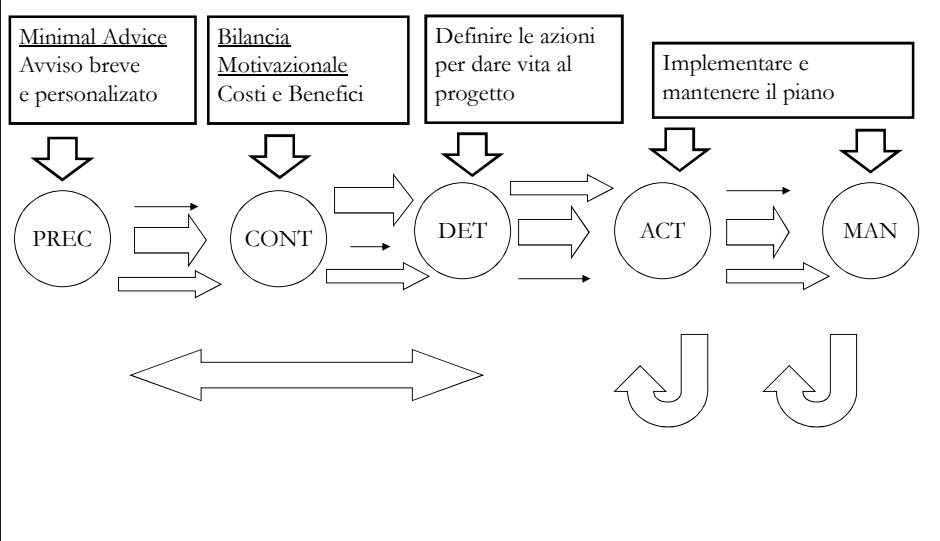 Minimal Advice
Avviso breve
e personalizato
Bilancia
Motivazionale
Costi e Benefici
Definire le azioni
per dare vita al
progetto
Implementare e
mantenere il piano
PREC
CONT
DET
ACT
MAN